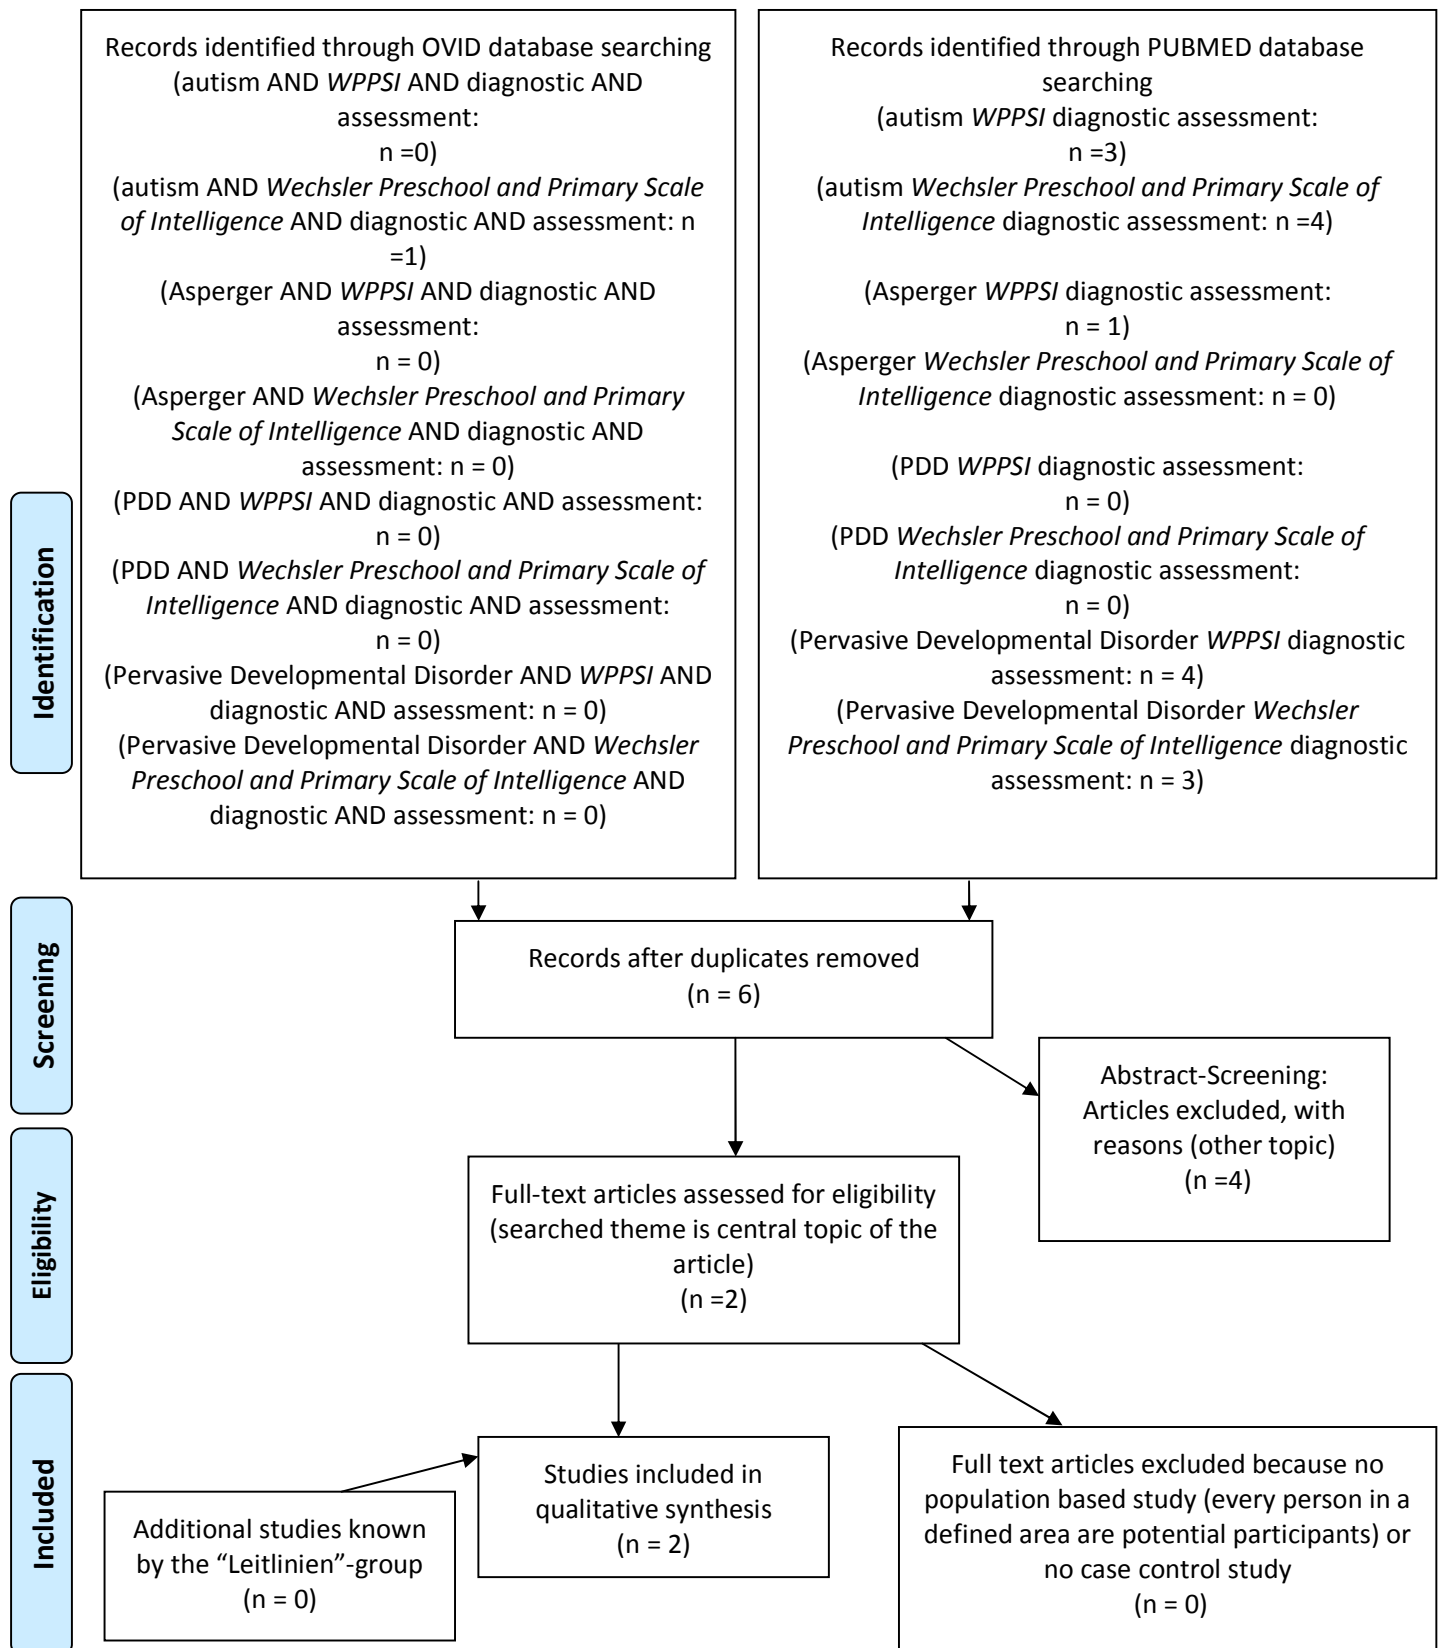 Records identified through OVID database searching
(autism AND WPPSI AND diagnostic AND
assessment:
n =0)
(autism AND Wechsler Preschool and Primary Scale
of Intelligence AND diagnostic AND assessment: n
=1)
(Asperger AND WPPSI AND diagnostic AND
assessment:
n = 0)
(Asperger AND Wechsler Preschool and Primary
Scale of Intelligence AND diagnostic AND
assessment: n = 0)
(PDD AND WPPSI AND diagnostic AND assessment:
n = 0)
(PDD AND Wechsler Preschool and Primary Scale of
Intelligence AND diagnostic AND assessment:
n = 0)
(Pervasive Developmental Disorder AND WPPSI AND
diagnostic AND assessment: n = 0)
(Pervasive Developmental Disorder AND Wechsler
Preschool and Primary Scale of Intelligence AND
diagnostic AND assessment: n = 0)
Records identified through PUBMED database
searching
(autism WPPSI diagnostic assessment:
n =3)
(autism Wechsler Preschool and Primary Scale of
Intelligence diagnostic assessment: n =4)
(Asperger WPPSI diagnostic assessment:
n = 1)
(Asperger Wechsler Preschool and Primary Scale of
Intelligence diagnostic assessment: n = 0)
(PDD WPPSI diagnostic assessment:
n = 0)
(PDD Wechsler Preschool and Primary Scale of
Intelligence diagnostic assessment:
n = 0)
(Pervasive Developmental Disorder WPPSI diagnostic
assessment: n = 4)
(Pervasive Developmental Disorder Wechsler
Preschool and Primary Scale of Intelligence diagnostic
assessment: n = 3)
Identification
Screening
Records after duplicates removed
(n = 6)
Abstract-Screening:
Articles excluded, with
reasons (other topic)
(n =4)
Eligibility
Full-text articles assessed for eligibility
(searched theme is central topic of the
article)
(n =2)
Included
Additional studies known
by the “Leitlinien”-group
(n = 0)
Studies included in
qualitative synthesis
(n = 2)
Full text articles excluded because no
population based study (every person in a
defined area are potential participants) or
no case control study
(n = 0)